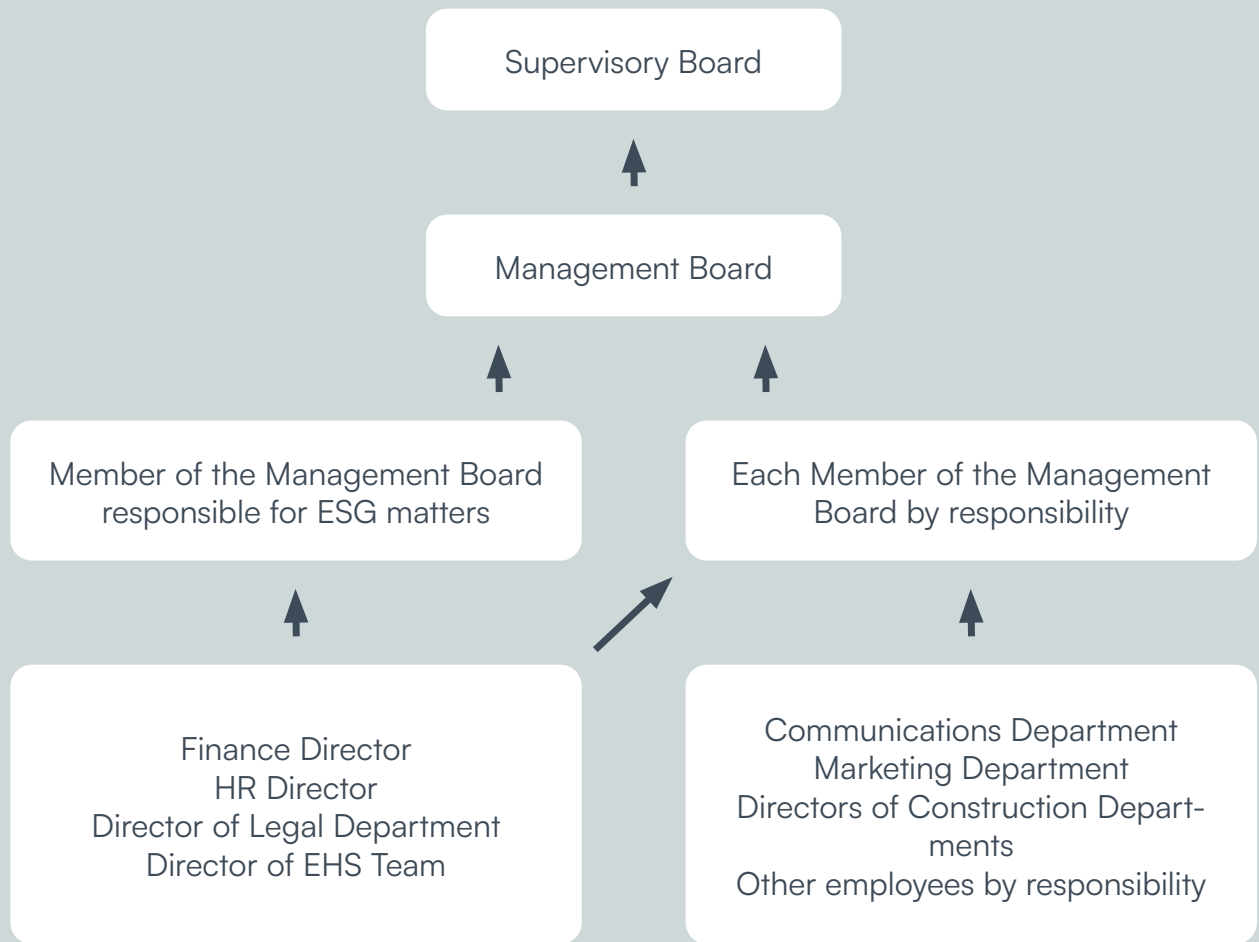 Supervisory Board
Management Board
Member of the Management Board
responsible for ESG matters
Each Member of the Management
Board by responsibility
Finance Director
HR Director
Director of Legal Department
Director of EHS Team
Communications Department
Marketing Department
Directors of Construction Depart-
ments
Other employees by responsibility